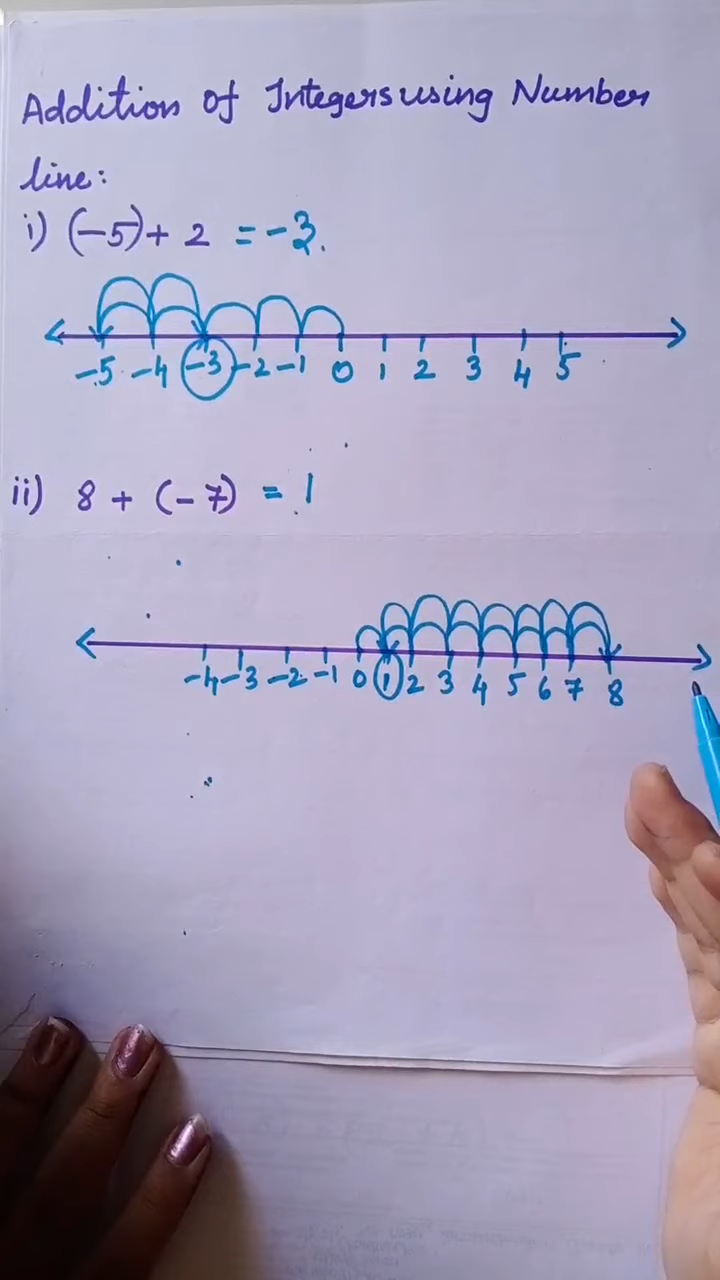 Addition of Integers using Number
line:
i) (-5) + 2 = -3.
-5 -4 -3 -2 -1 0 1 2 3 4 5
ii) 8 + (-7) = 1
-4 -3 -2 -1 0 1 2 3 4 5 6 7 8